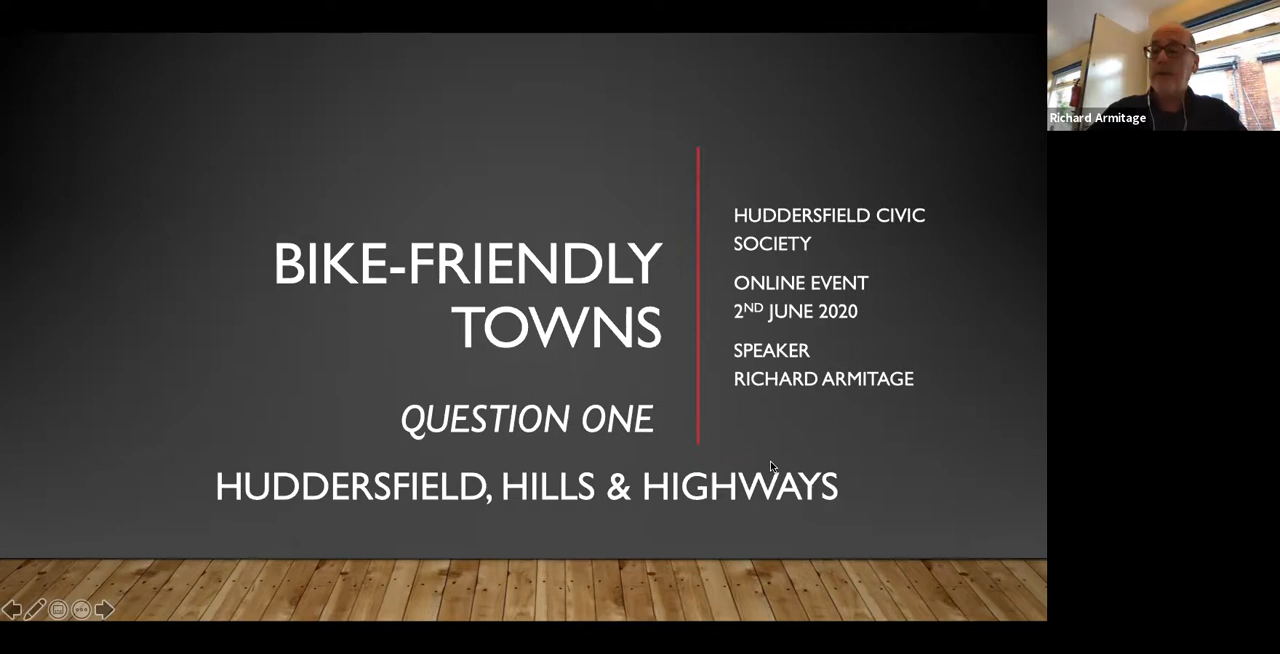 BIKE-FRIENDLY
TOWNS
QUESTION ONE
HUDDERSFIELD, HILLS & HIGHWAYS
HUDDERSFIELD CIVIC
SOCIETY
ONLINE EVENT
2ND JUNE 2020
SPEAKER
RICHARD ARMITAGE
Richard Armitage